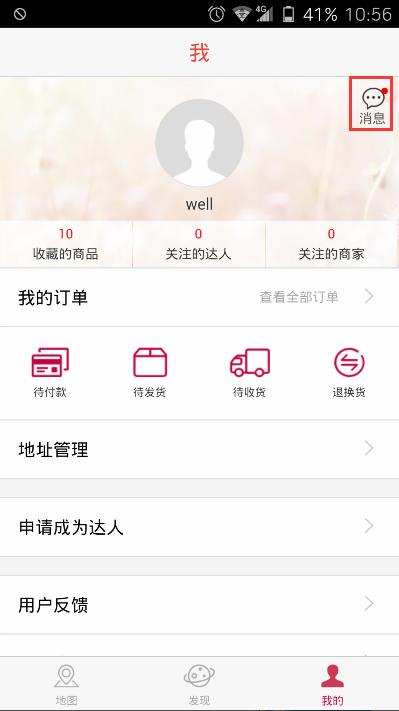 4G 41% 10:56
我
消息
well
10 0 0
收藏的商品 关注的达人 关注的商家
我的订单 查看全部订单
待付款 待发货 待收货 退换货
地址管理
申请成为达人
用户反馈
地图 发现 我的